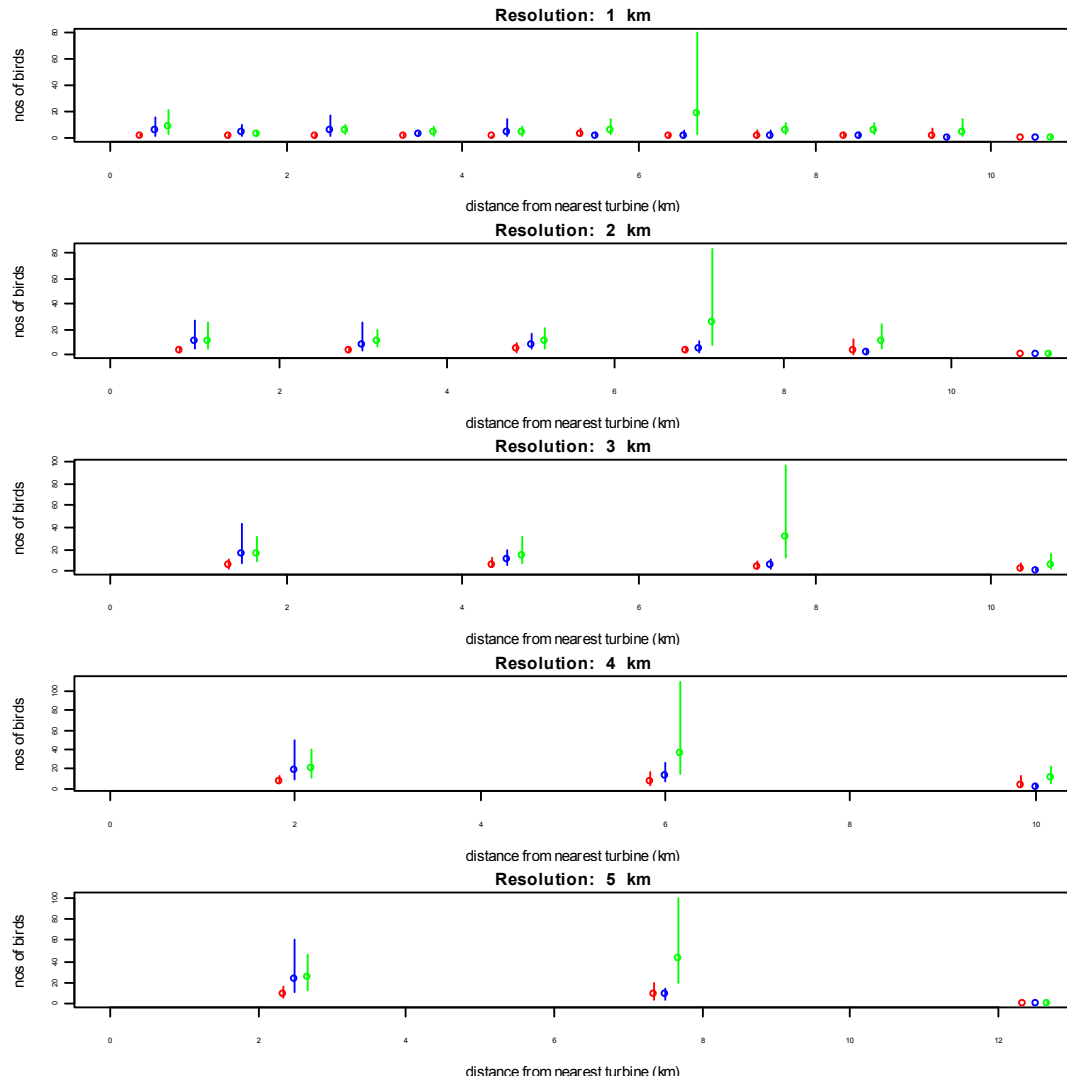 Resolution: 1 km
nos of birds
0 20 40 60 80
0 2 4 6 8 10
distance from nearest turbine (km)
Resolution: 2 km
nos of birds
0 20 40 60 80
0 2 4 6 8 10
distance from nearest turbine (km)
Resolution: 3 km
nos of birds
0 20 40 60 80 100
0 2 4 6 8 10
distance from nearest turbine (km)
Resolution: 4 km
nos of birds
0 20 40 60 80 100
0 2 4 6 8 10
distance from nearest turbine (km)
Resolution: 5 km
nos of birds
0 20 40 60 80 100
0 2 4 6 8 10 12
distance from nearest turbine (km)